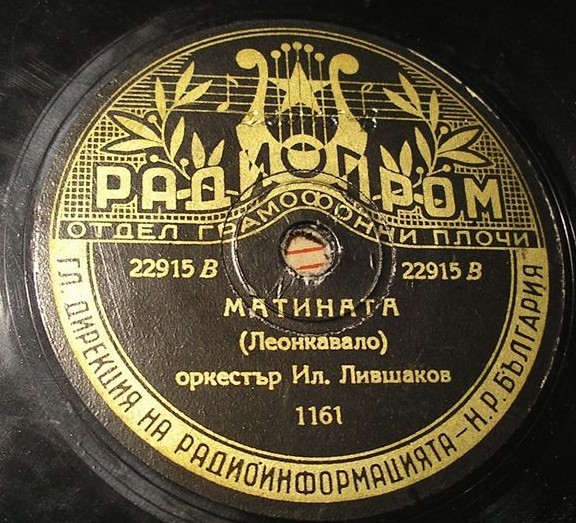 РАДИОПРОМ
ОТДЕЛ ГРАМОФОННИ ПЛОЧИ
22915 В 22915 В
МАТИНАТА
(Леонкавало)
оркестър Ил. Лившаков
1161
ГЛ. ДИРЕКЦИЯ НА РАДИОИНФОРМАЦИЯТА – Н.Р. БЪЛГАРИЯ